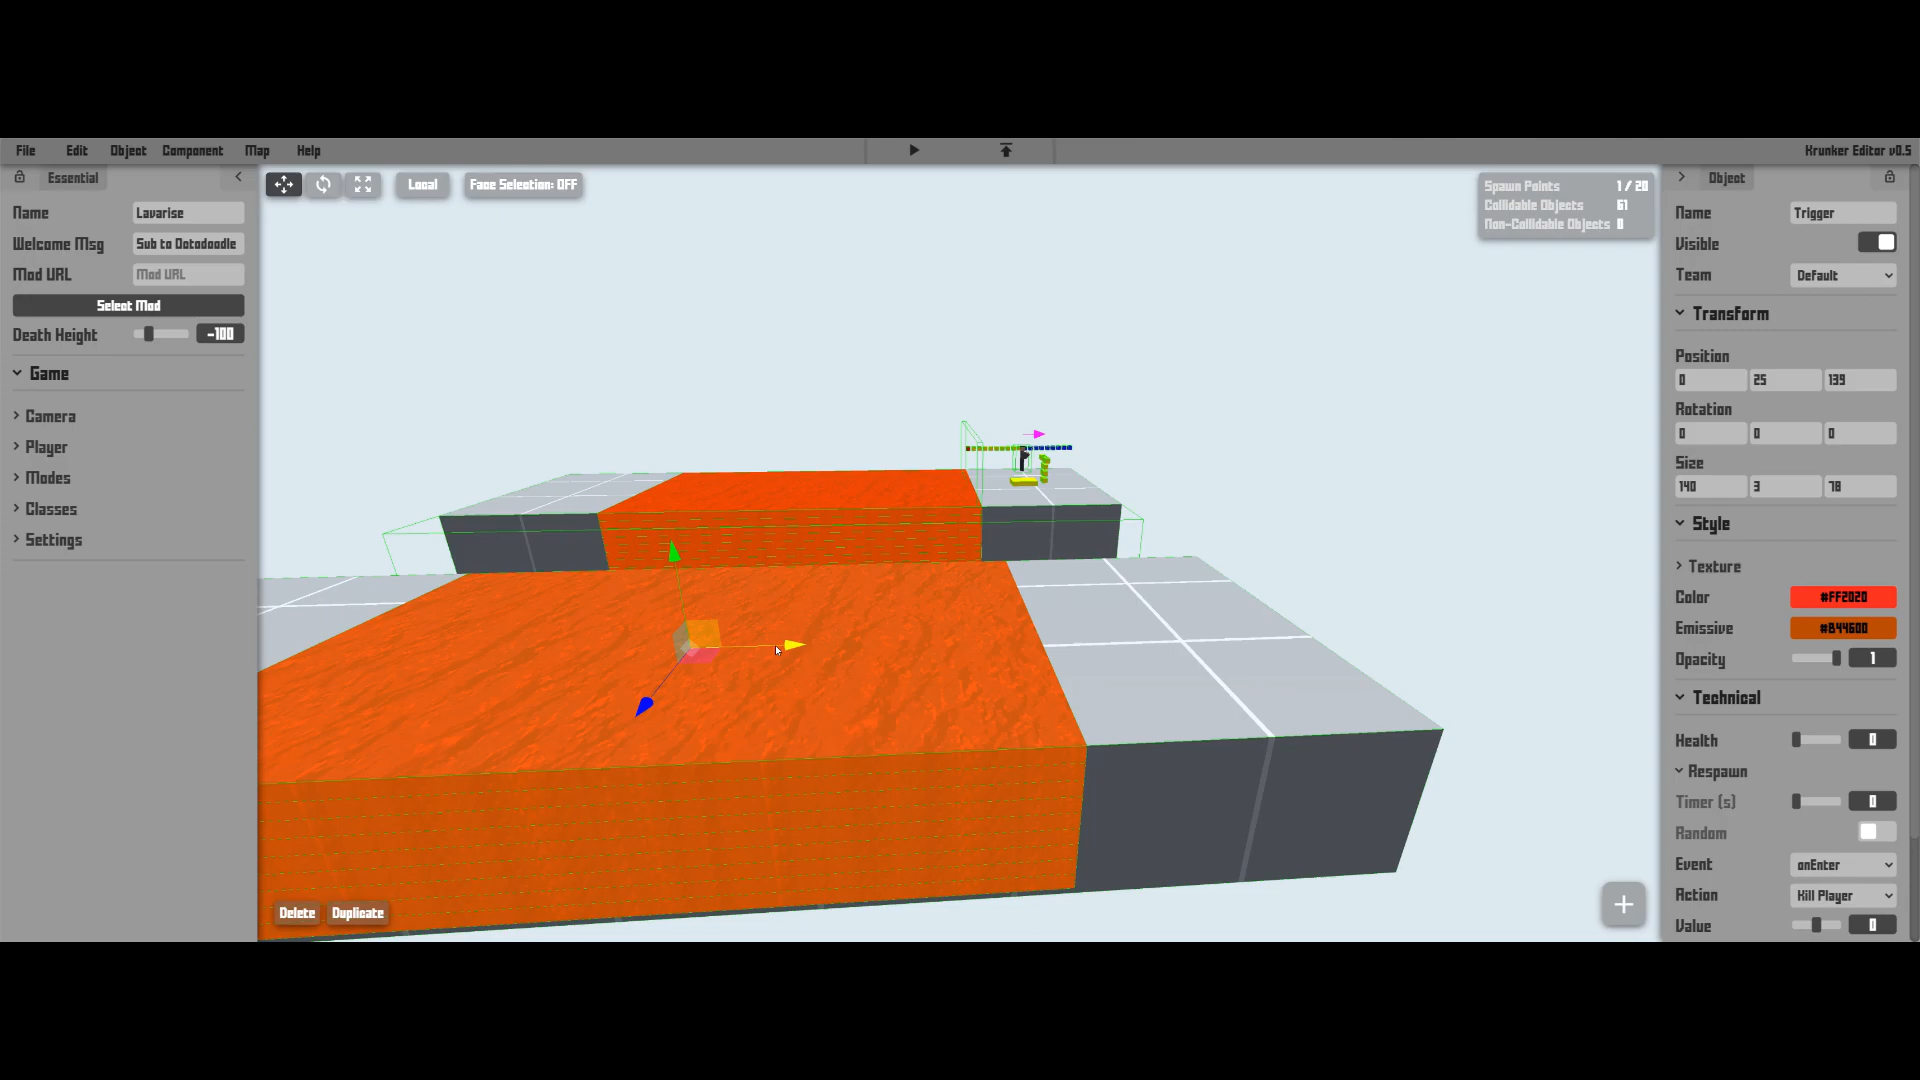 File Edit Object Component Map Help Krunker Editor v0.5
Essential
Name Lavarise
Welcome Msg Sub to Ootodoodle
Mod URL Mod URL
Select Mod
Death Height -100
Game
Camera
Player
Modes
Classes
Settings
Local Face Selection: OFF
Spawn Points 1 / 20
Collidable Objects 61
Non-Collidable Objects 0
Delete Duplicate
+
Object
Name Trigger
Visible
Team Default
Transform
Position
0 25 139
Rotation
0 0 0
Size
140 3 78
Style
Texture
Color #FF2020
Emissive #B44600
Opacity 1
Technical
Health 0
Respawn
Timer (s) 0
Random
Event onEnter
Action Kill Player
Value 0